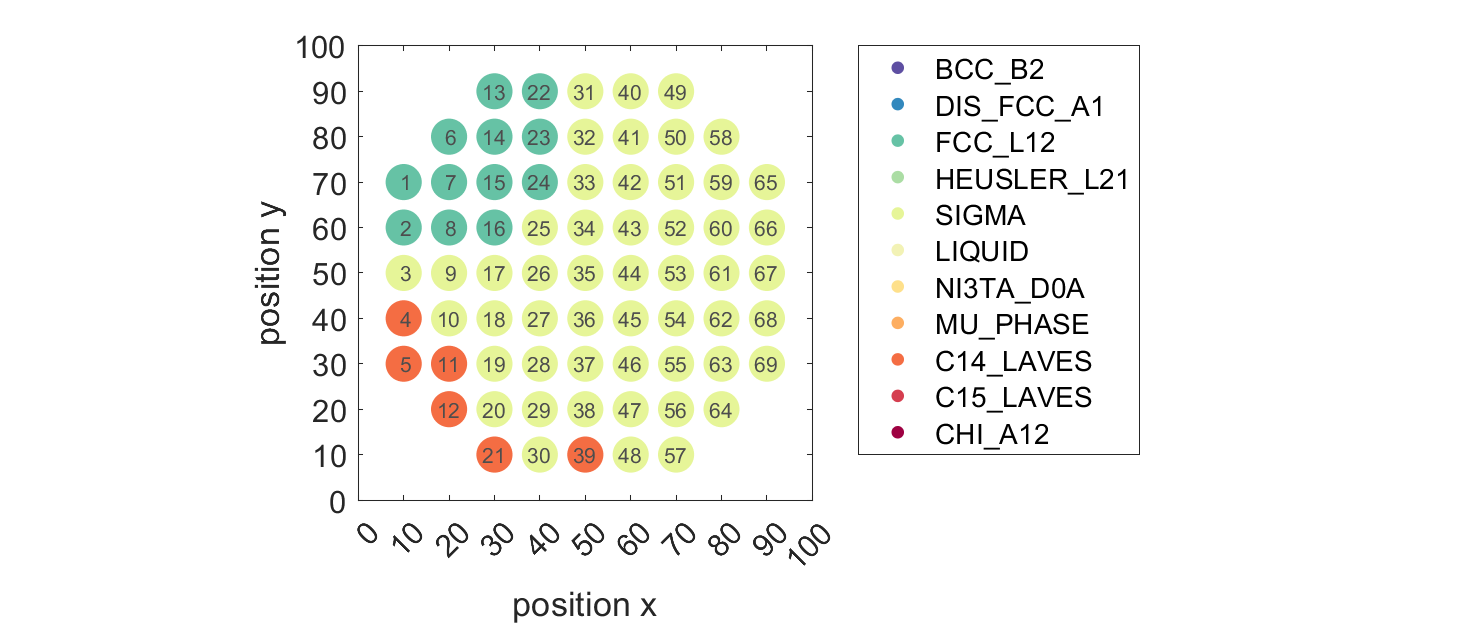 100
90 13 22 31 40 49
80 6 14 23 32 41 50 58
70 1 7 15 24 33 42 51 59 65
60 2 8 16 25 34 43 52 60 66
50 3 9 17 26 35 44 53 61 67
40 4 10 18 27 36 45 54 62 68
30 5 11 19 28 37 46 55 63 69
20 12 20 29 38 47 56 64
10 21 30 39 48 57
0
0 10 20 30 40 50 60 70 80 90 100
position x
position y
BCC_B2
DIS_FCC_A1
FCC_L12
HEUSLER_L21
SIGMA
LIQUID
NI3TA_D0A
MU_PHASE
C14_LAVES
C15_LAVES
CHI_A12